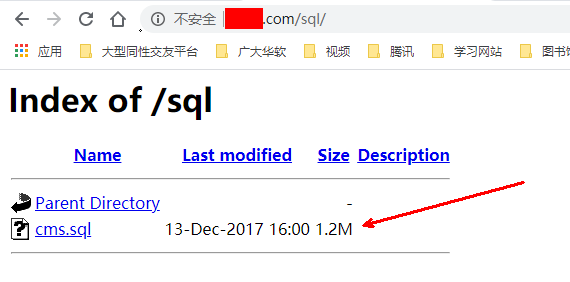 不安全 | .com/sql/
应用 大型同性交友平台 广大华软 视频 腾讯 学习网站 图书馆
Index of /sql
Name Last modified Size Description
Parent Directory -
cms.sql 13-Dec-2017 16:00 1.2M